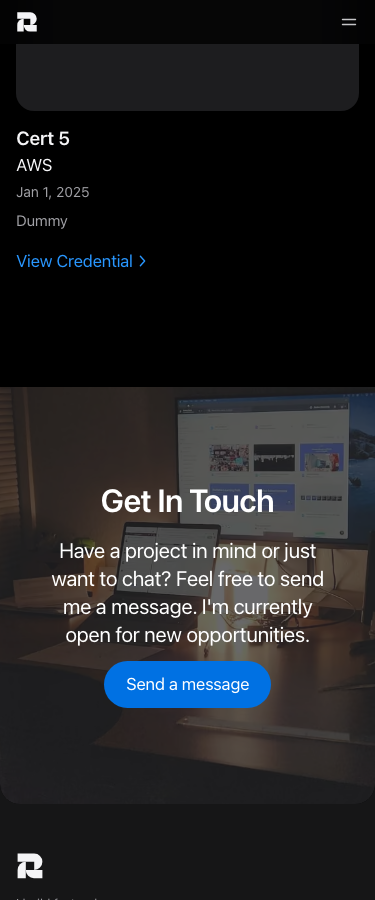 Cert 5
AWS
Jan 1, 2025
Dummy
View Credential
Get In Touch
Have a project in mind or just
want to chat? Feel free to send
me a message. I'm currently
open for new opportunities.
Send a message